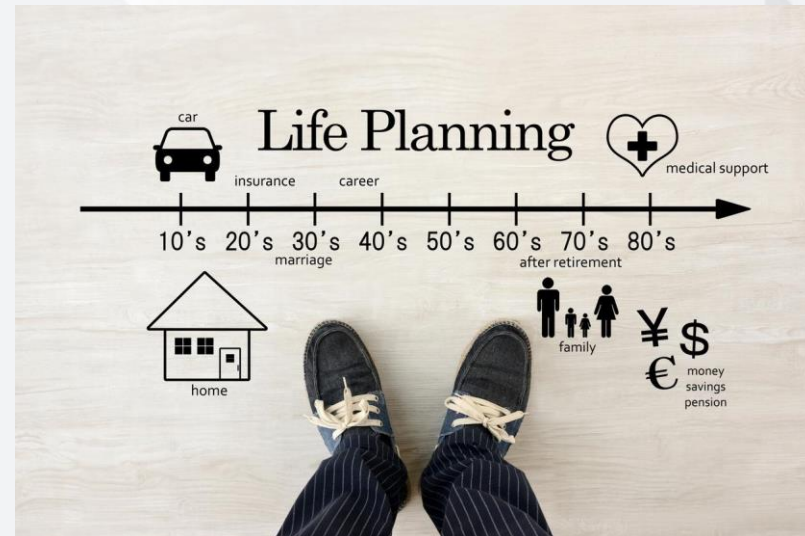 car
Life Planning
medical support
insurance career
10's 20's 30's 40's 50's 60's 70's 80's
marriage
after retirement
family
home
¥ $
€
money
savings
pension